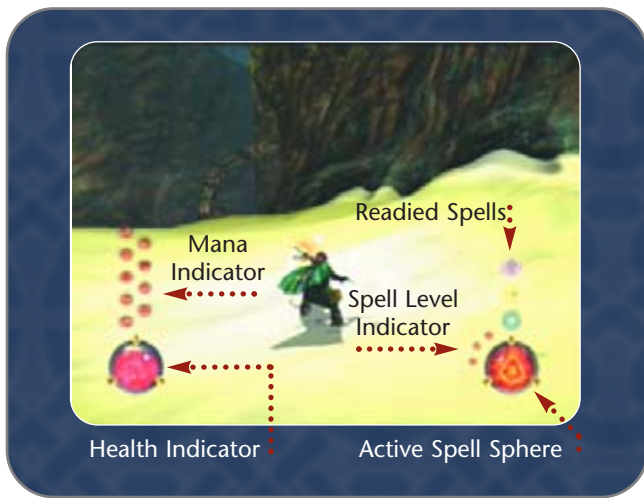 Readied Spells
Mana
Indicator
Spell Level
Indicator
Health Indicator
Active Spell Sphere